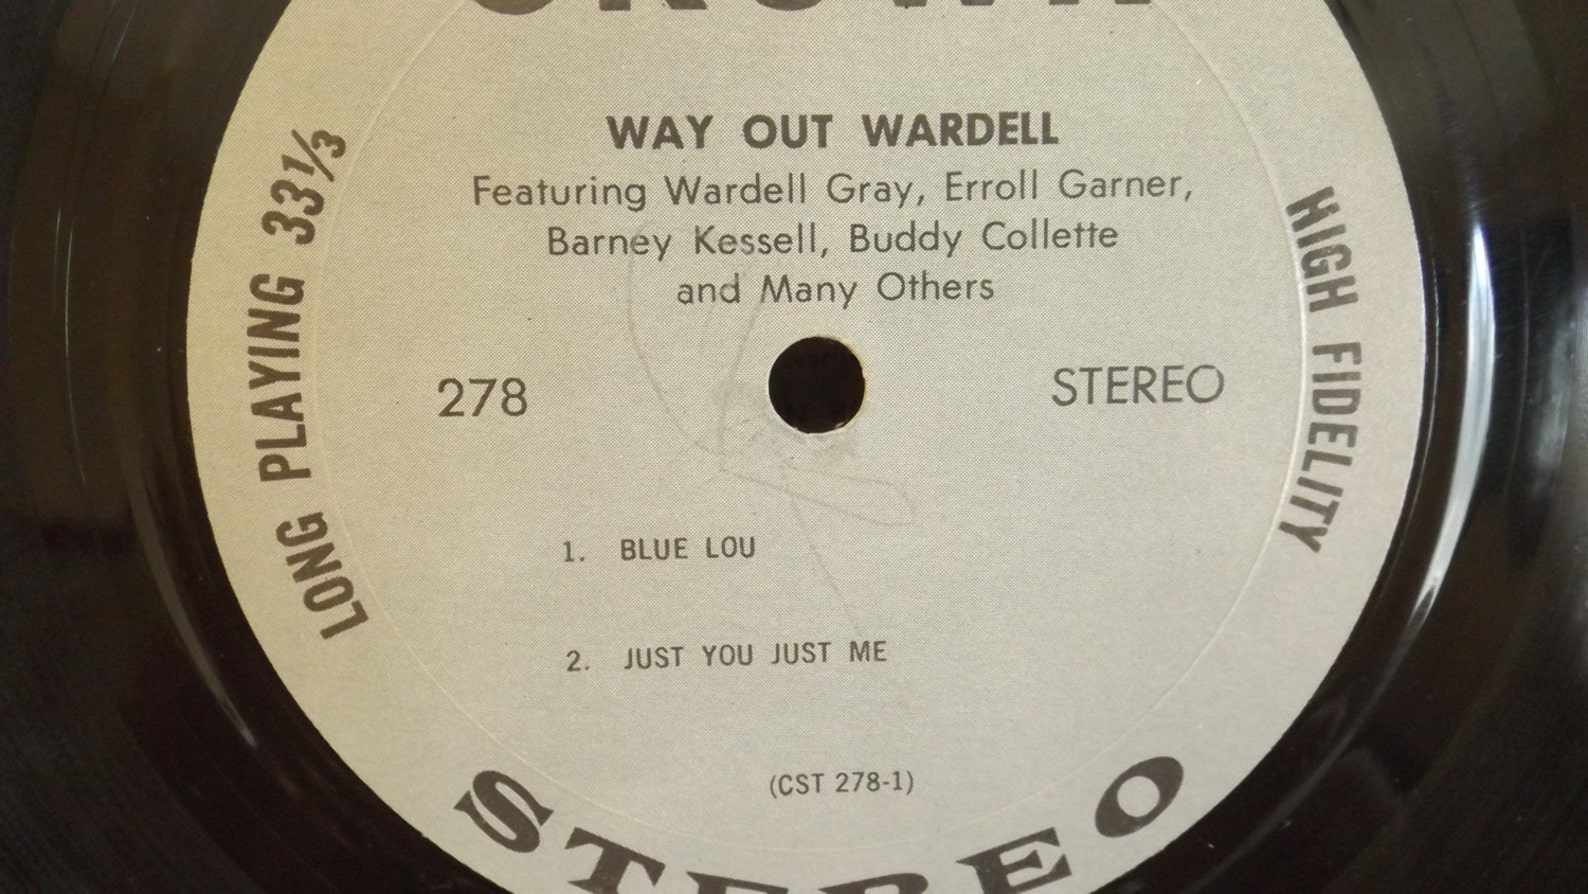 CROWN
WAY OUT WARDELL
Featuring Wardell Gray, Erroll Garner,
Barney Kessell, Buddy Collette
and Many Others
LONG PLAYING 33⅓
HIGH FIDELITY
278
STEREO
1. BLUE LOU
2. JUST YOU JUST ME
(CST 278-1)
STEREO